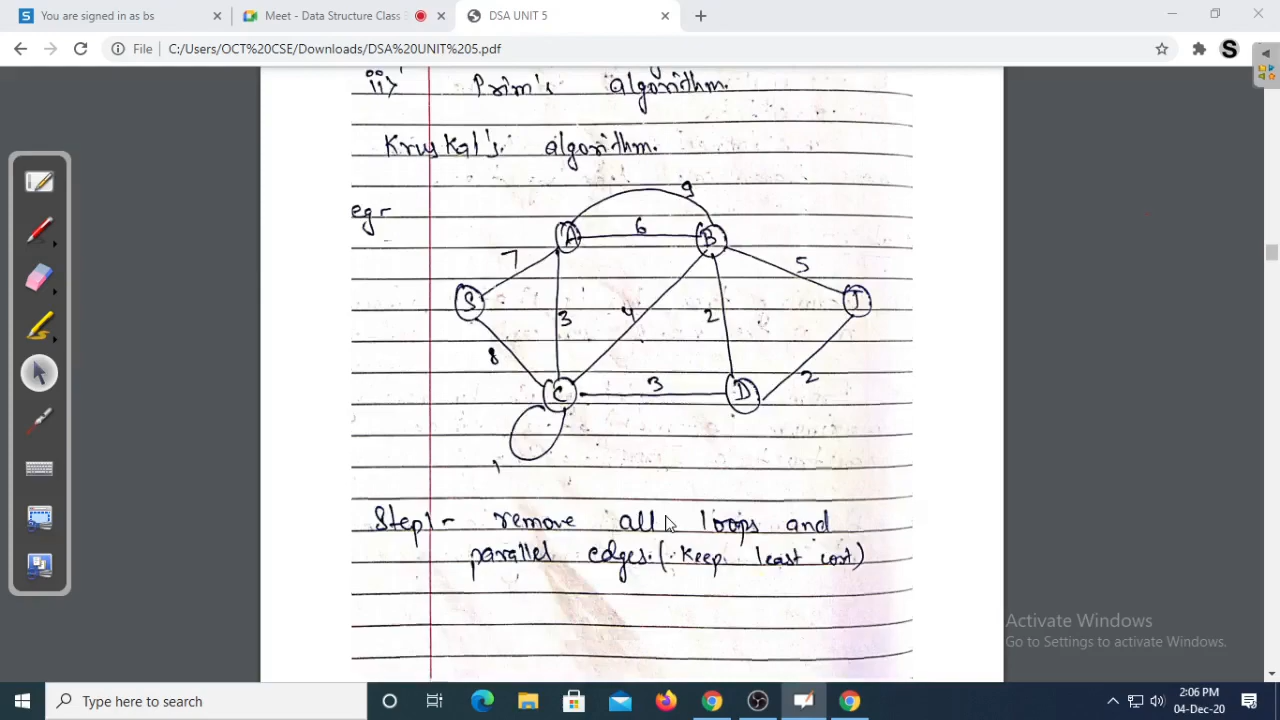 You are signed in as bs
Meet - Data Structure Class
DSA UNIT 5
File
C:/Users/OCT%20CSE/Downloads/DSA%20UNIT%205.pdf
S
ii> Prim's algorithm.
Kruskal's algorithm.
eg-
9
A 6 B
7 5
S T
3 4 2
8
C 3 D 2
1
Step1- remove all loops and
parallel edges. (Keep least cost)
Activate Windows
Go to Settings to activate Windows.
Type here to search
2:06 PM
04-Dec-20